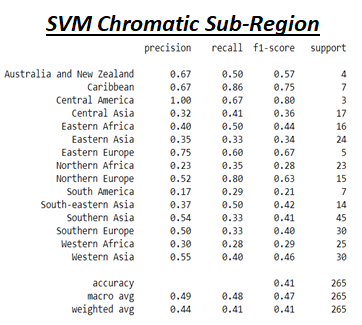 SVM Chromatic Sub-Region
precision recall f1-score support
Australia and New Zealand 0.67 0.50 0.57 4
Caribbean 0.67 0.86 0.75 7
Central America 1.00 0.67 0.80 3
Central Asia 0.32 0.41 0.36 17
Eastern Africa 0.40 0.50 0.44 16
Eastern Asia 0.35 0.33 0.34 24
Eastern Europe 0.75 0.60 0.67 5
Northern Africa 0.23 0.35 0.28 23
Northern Europe 0.52 0.80 0.63 15
South America 0.17 0.29 0.21 7
South-eastern Asia 0.37 0.50 0.42 14
Southern Asia 0.54 0.33 0.41 45
Southern Europe 0.50 0.33 0.40 30
Western Africa 0.30 0.28 0.29 25
Western Asia 0.55 0.40 0.46 30
accuracy 0.41 265
macro avg 0.49 0.48 0.47 265
weighted avg 0.44 0.41 0.41 265